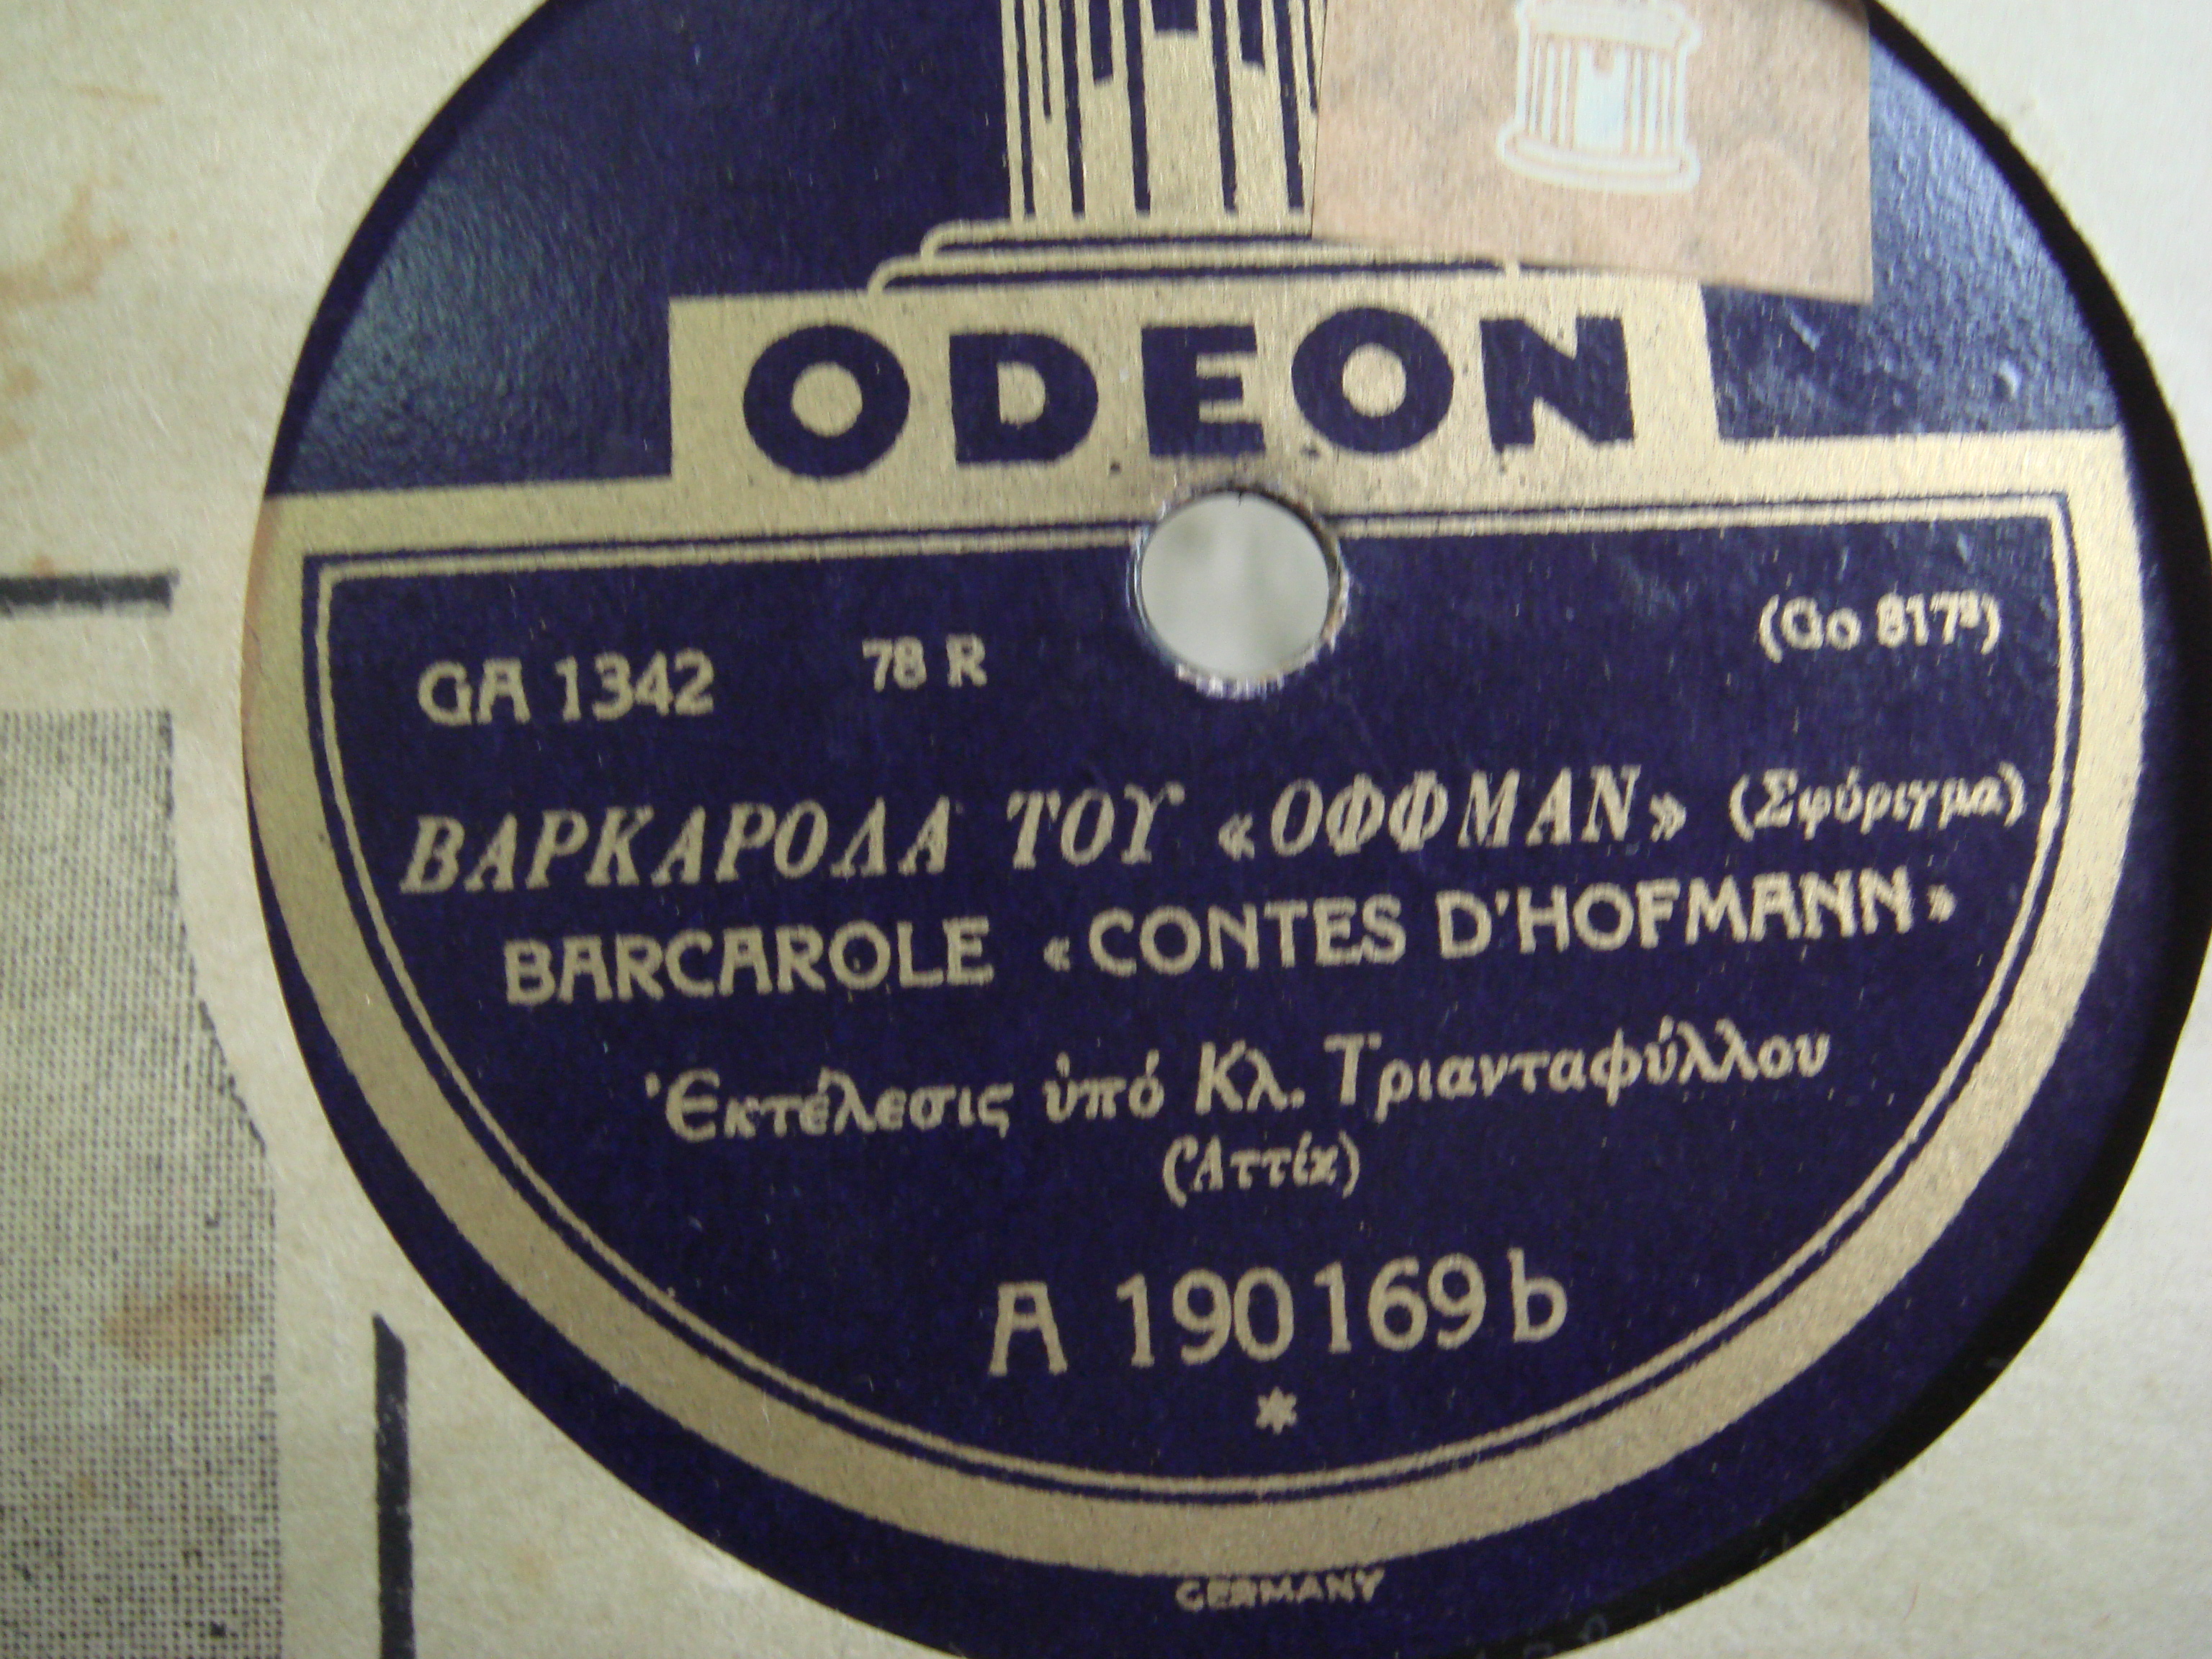 ODEON
GA 1342 78 R (Go 817³)
ΒΑΡΚΑΡΟΛΑ ΤΟΥ «ΟΦΦΜΑΝ» (Σφύριγμα)
BARCAROLE «CONTES D'HOFMANN»
Ἐκτέλεσις ὑπό Κλ. Τριανταφύλλου
(Ἀττίκ)
A 190169 b
*
GERMANY